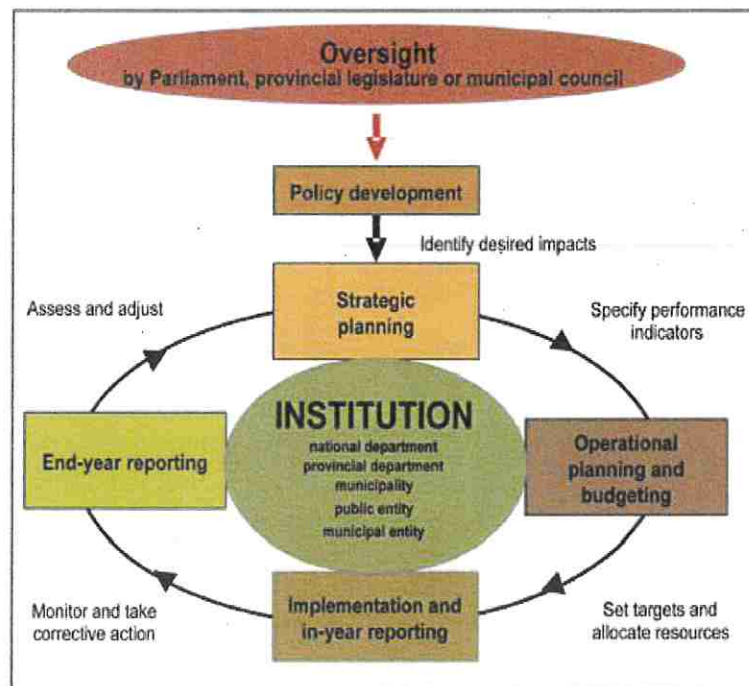 Oversight
by Parliament, provincial legislature or municipal council
Policy development
Identify desired impacts
Strategic
planning
Assess and adjust
Specify performance
indicators
INSTITUTION
national department
provincial department
municipality
public entity
municipal entity
End-year reporting
Operational
planning and
budgeting
Implementation and
in-year reporting
Monitor and take
corrective action
Set targets and
allocate resources